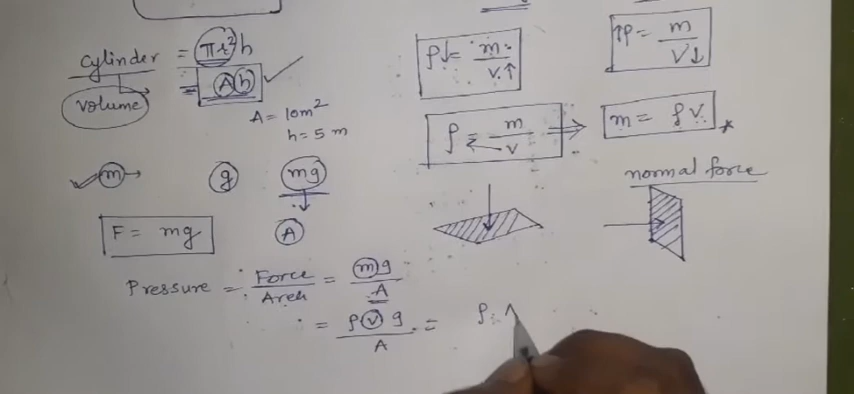 cylinder = πr²h
volume = Ah
A = 10m²
h = 5 m
m g mg
F = mg A
Pressure = Force/Area = mg/A
= ρvg/A = ρ. A
ρ↓ = m/v↑
↑ρ = m/v↓
ρ = m/v ⇒ m = ρv *
normal force